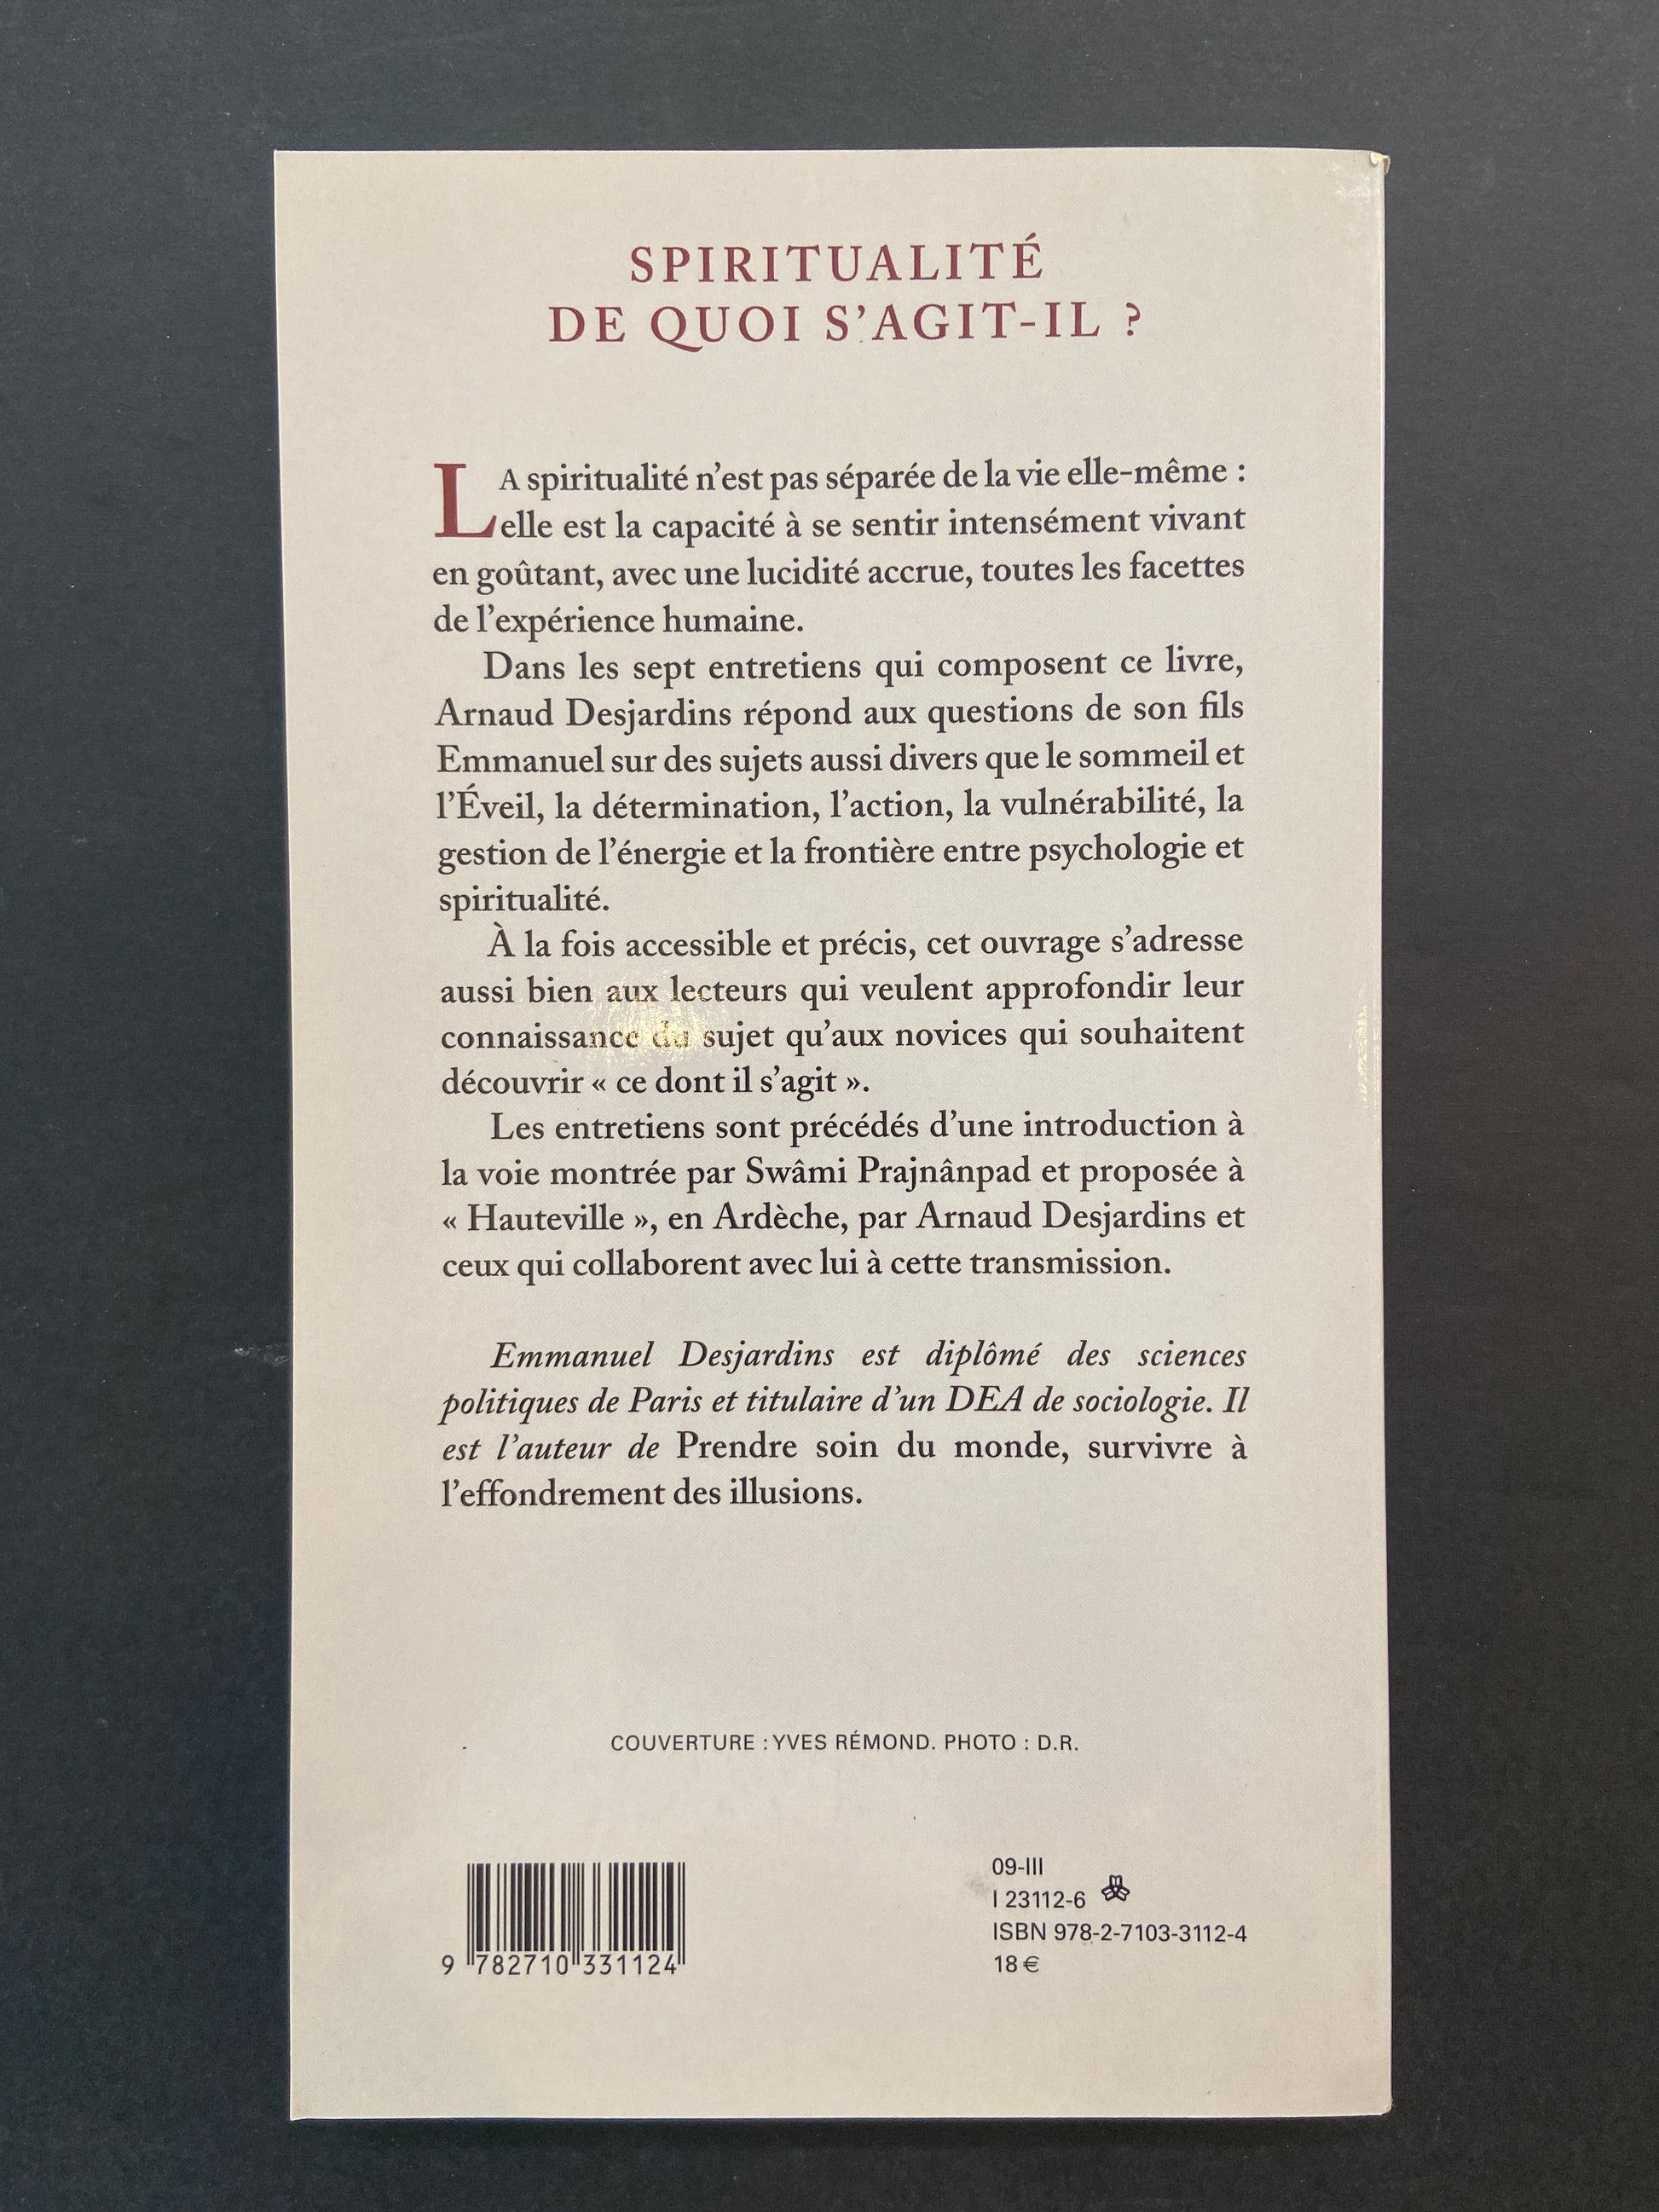 SPIRITUALITÉ
DE QUOI S’AGIT-IL ?
LA spiritualité n’est pas séparée de la vie elle-même :
elle est la capacité à se sentir intensément vivant
en goûtant, avec une lucidité accrue, toutes les facettes
de l’expérience humaine.
Dans les sept entretiens qui composent ce livre,
Arnaud Desjardins répond aux questions de son fils
Emmanuel sur des sujets aussi divers que le sommeil et
l’Éveil, la détermination, l’action, la vulnérabilité, la
gestion de l’énergie et la frontière entre psychologie et
spiritualité.
À la fois accessible et précis, cet ouvrage s’adresse
aussi bien aux lecteurs qui veulent approfondir leur
connaissance du sujet qu’aux novices qui souhaitent
découvrir « ce dont il s’agit ».
Les entretiens sont précédés d’une introduction à
la voie montrée par Swâmi Prajnânpad et proposée à
« Hauteville », en Ardèche, par Arnaud Desjardins et
ceux qui collaborent avec lui à cette transmission.
Emmanuel Desjardins est diplômé des sciences
politiques de Paris et titulaire d’un DEA de sociologie. Il
est l’auteur de Prendre soin du monde, survivre à
l’effondrement des illusions.
COUVERTURE : YVES RÉMOND. PHOTO : D.R.
09-III
I 23112-6
ISBN 978-2-7103-3112-4
18 €
9 782710 331124